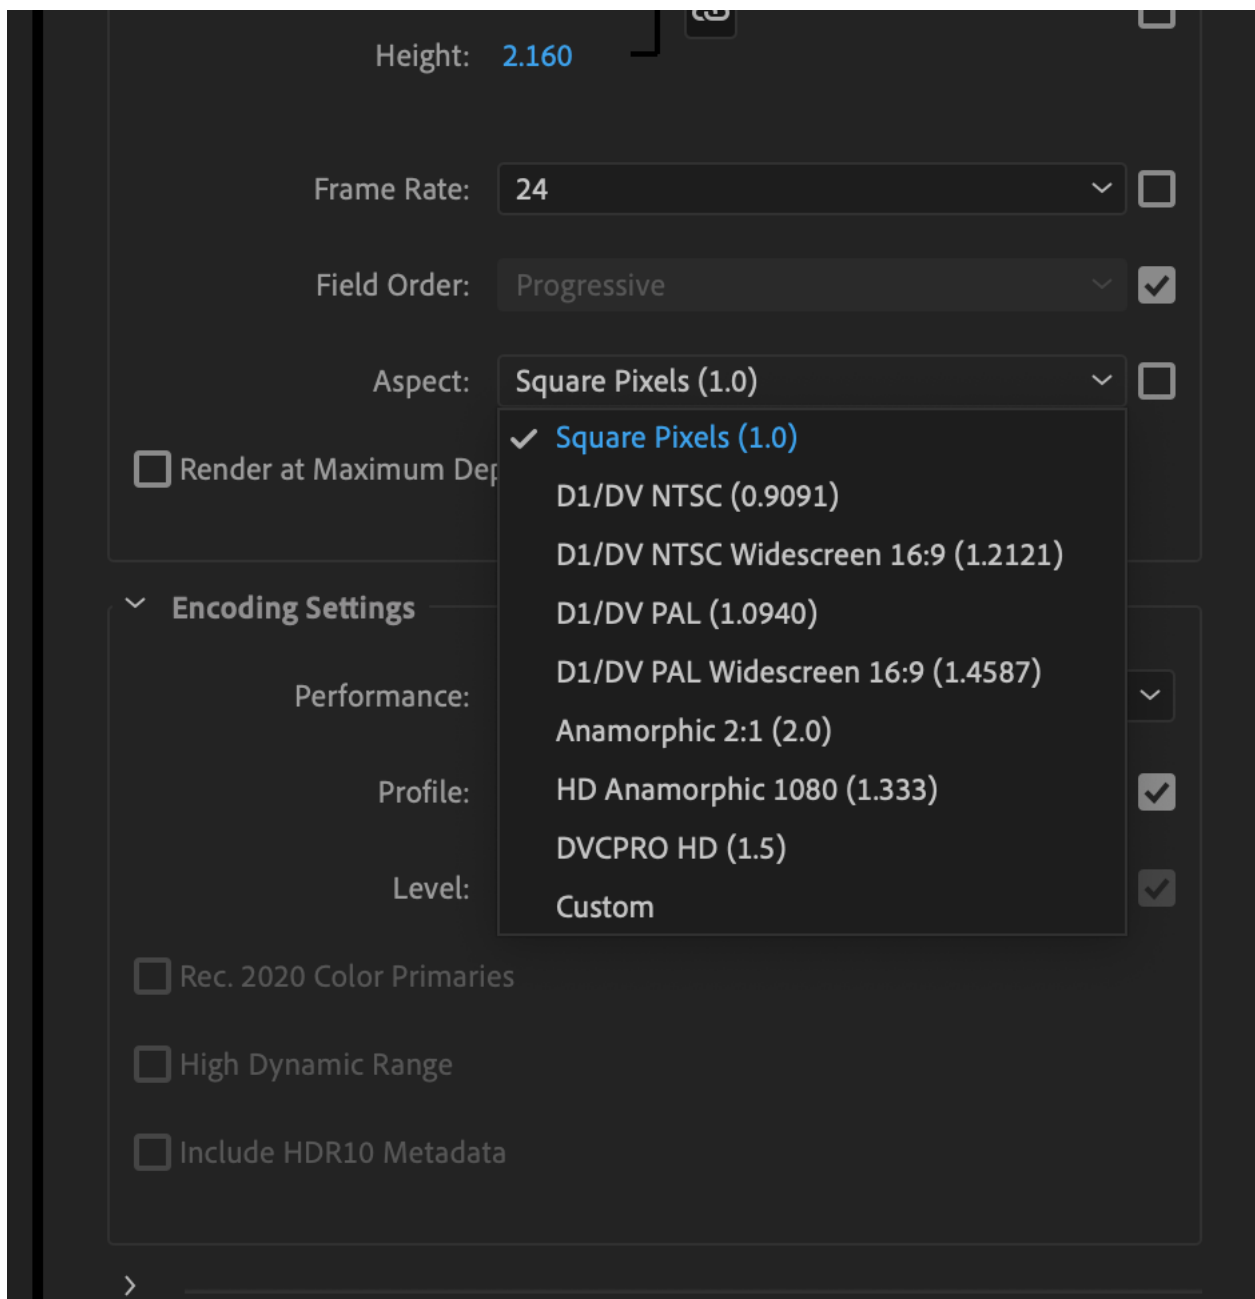 Height: 2.160
Frame Rate: 24
Field Order: Progressive
Aspect: Square Pixels (1.0)
Square Pixels (1.0)
Render at Maximum Dep
D1/DV NTSC (0.9091)
D1/DV NTSC Widescreen 16:9 (1.2121)
Encoding Settings
D1/DV PAL (1.0940)
D1/DV PAL Widescreen 16:9 (1.4587)
Performance:
Anamorphic 2:1 (2.0)
Profile:
HD Anamorphic 1080 (1.333)
DVCPRO HD (1.5)
Level:
Custom
Rec. 2020 Color Primaries
High Dynamic Range
Include HDR10 Metadata